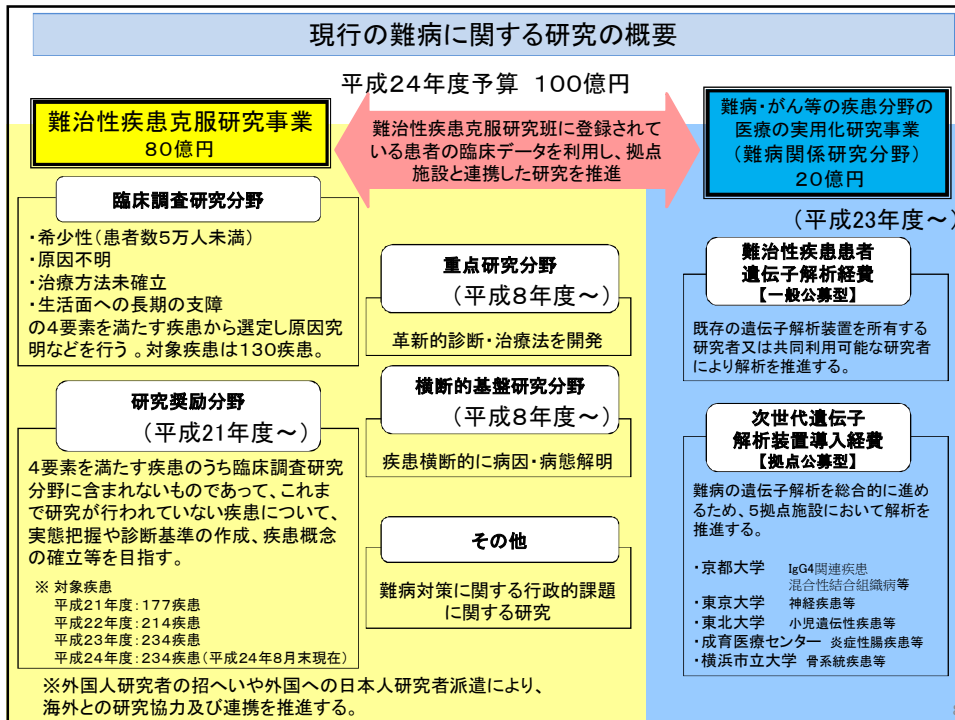 現行の難病に関する研究の概要
平成24年度予算 100億円
難治性疾患克服研究事業
80億円
難治性疾患克服研究班に登録されて
いる患者の臨床データを利用し、拠点
施設と連携した研究を推進
難病・がん等の疾患分野の
医療の実用化研究事業
(難病関係研究分野)
20億円
(平成23年度～)
臨床調査研究分野
・希少性(患者数5万人未満)
・原因不明
・治療方法未確立
・生活面への長期の支障
の4要素を満たす疾患から選定し原因究
明などを行う。対象疾患は130疾患。
研究奨励分野
(平成21年度～)
4要素を満たす疾患のうち臨床調査研究
分野に含まれないものであって、これま
で研究が行われていない疾患について、
実態把握や診断基準の作成、疾患概念
の確立等を目指す。
※ 対象疾患
平成21年度:177疾患
平成22年度:214疾患
平成23年度:234疾患
平成24年度:234疾患(平成24年8月末現在)
重点研究分野
(平成8年度～)
革新的診断・治療法を開発
横断的基盤研究分野
(平成8年度～)
疾患横断的に病因・病態解明
その他
難病対策に関する行政的課題
に関する研究
※外国人研究者の招へいや外国への日本人研究者派遣により、
海外との研究協力及び連携を推進する。
難治性疾患患者
遺伝子解析経費
【一般公募型】
既存の遺伝子解析装置を所有する
研究者又は共同利用可能な研究者
により解析を推進する。
次世代遺伝子
解析装置導入経費
【拠点公募型】
難病の遺伝子解析を総合的に進め
るため、5拠点施設において解析を
推進する。
・京都大学 IgG4関連疾患
混合性結合組織病等
・東京大学 神経疾患等
・東北大学 小児遺伝性疾患等
・成育医療センター 炎症性腸疾患等
・横浜市立大学 骨系統疾患等